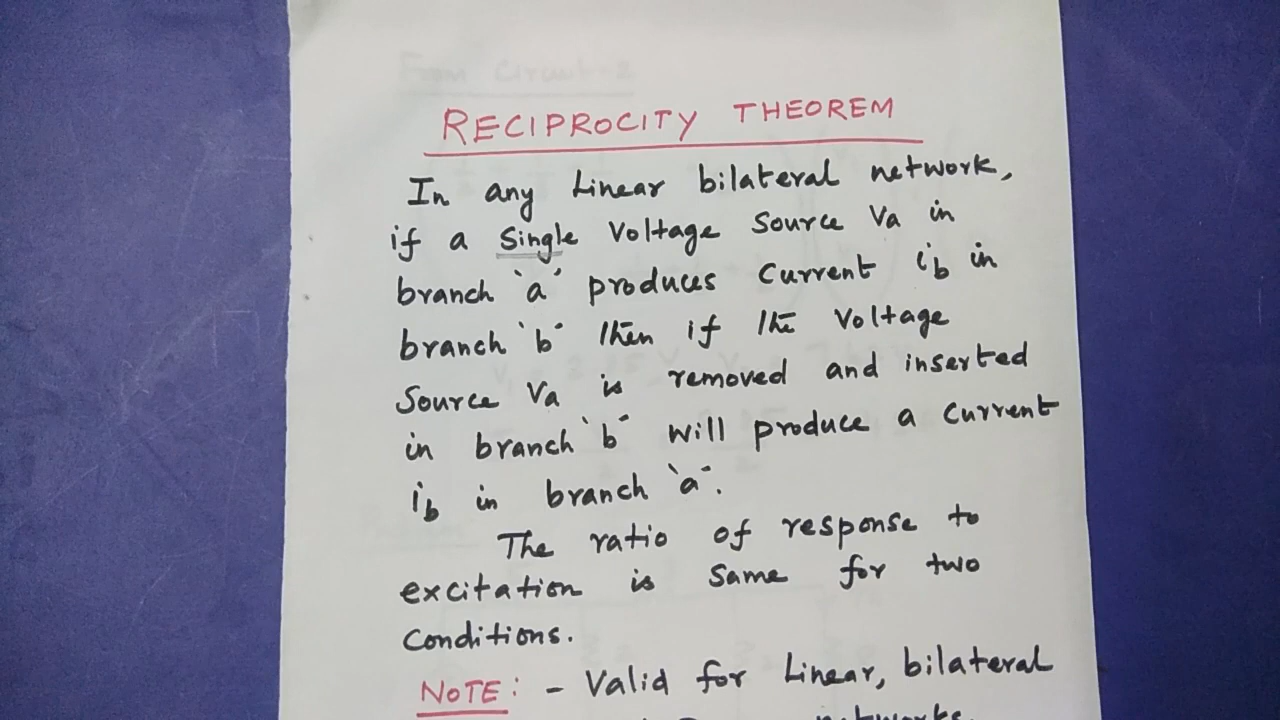 RECIPROCITY THEOREM
In any Linear bilateral network,
if a Single Voltage Source Va in
branch 'a' produces Current ib in
branch 'b' then if the Voltage
Source Va is removed and inserted
in branch 'b' will produce a Current
ib in branch 'a'.
The ratio of response to
excitation is Same for two
Conditions.
NOTE: - Valid for Linear, bilateral
networks